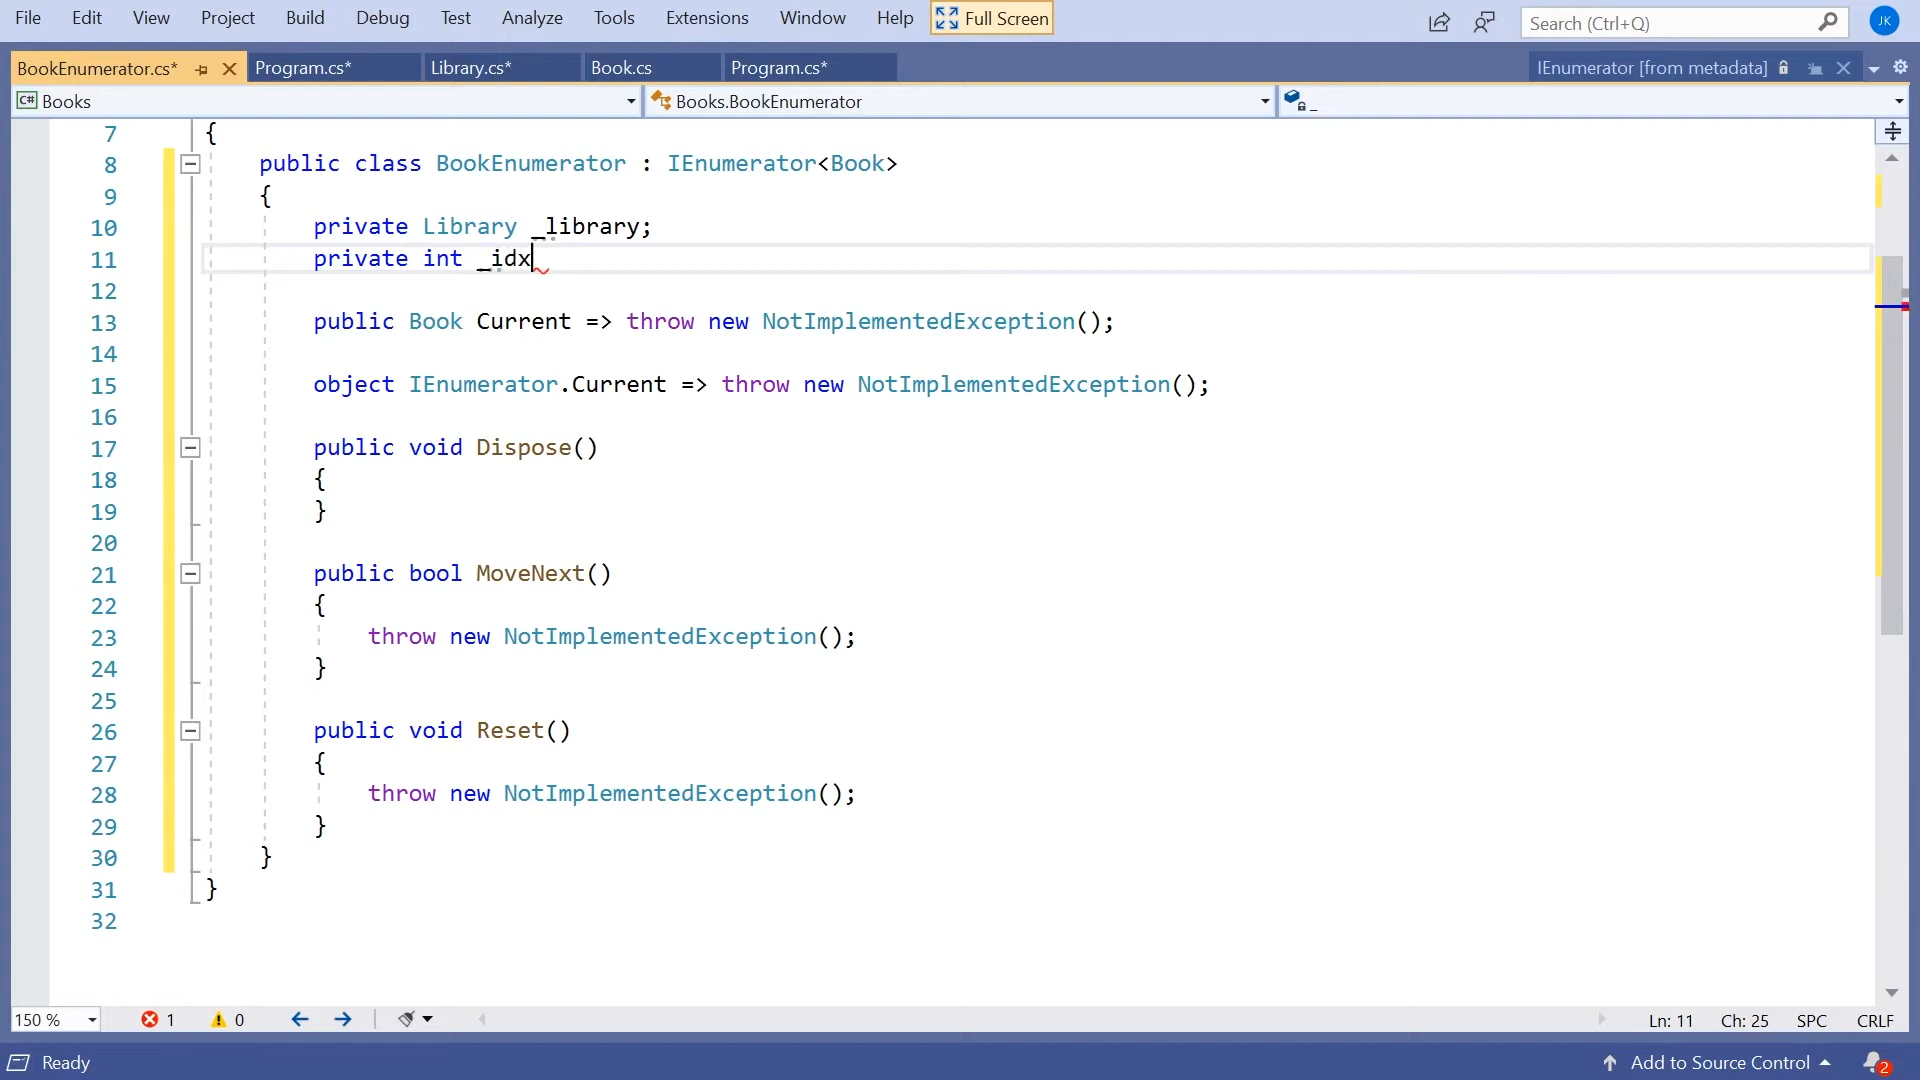 File Edit View Project Build Debug Test Analyze Tools Books Extensions Window Help Full Screen Search (Ctrl+Q) JK
BookEnumerator.cs* Program.cs* Library.cs* Book.cs Program.cs* IEnumerator [from metadata]
C# Books Books.BookEnumerator _
7 {
8 public class BookEnumerator : IEnumerator<Book>
9 {
10 private Library _library;
11 private int _idx
12
13 public Book Current => throw new NotImplementedException();
14
15 object IEnumerator.Current => throw new NotImplementedException();
16
17 public void Dispose()
18 {
19 }
20
21 public bool MoveNext()
22 {
23 throw new NotImplementedException();
24 }
25
26 public void Reset()
27 {
28 throw new NotImplementedException();
29 }
30 }
31 }
32
150 % 1 0 Ln: 11 Ch: 25 SPC CRLF
Ready Add to Source Control 2